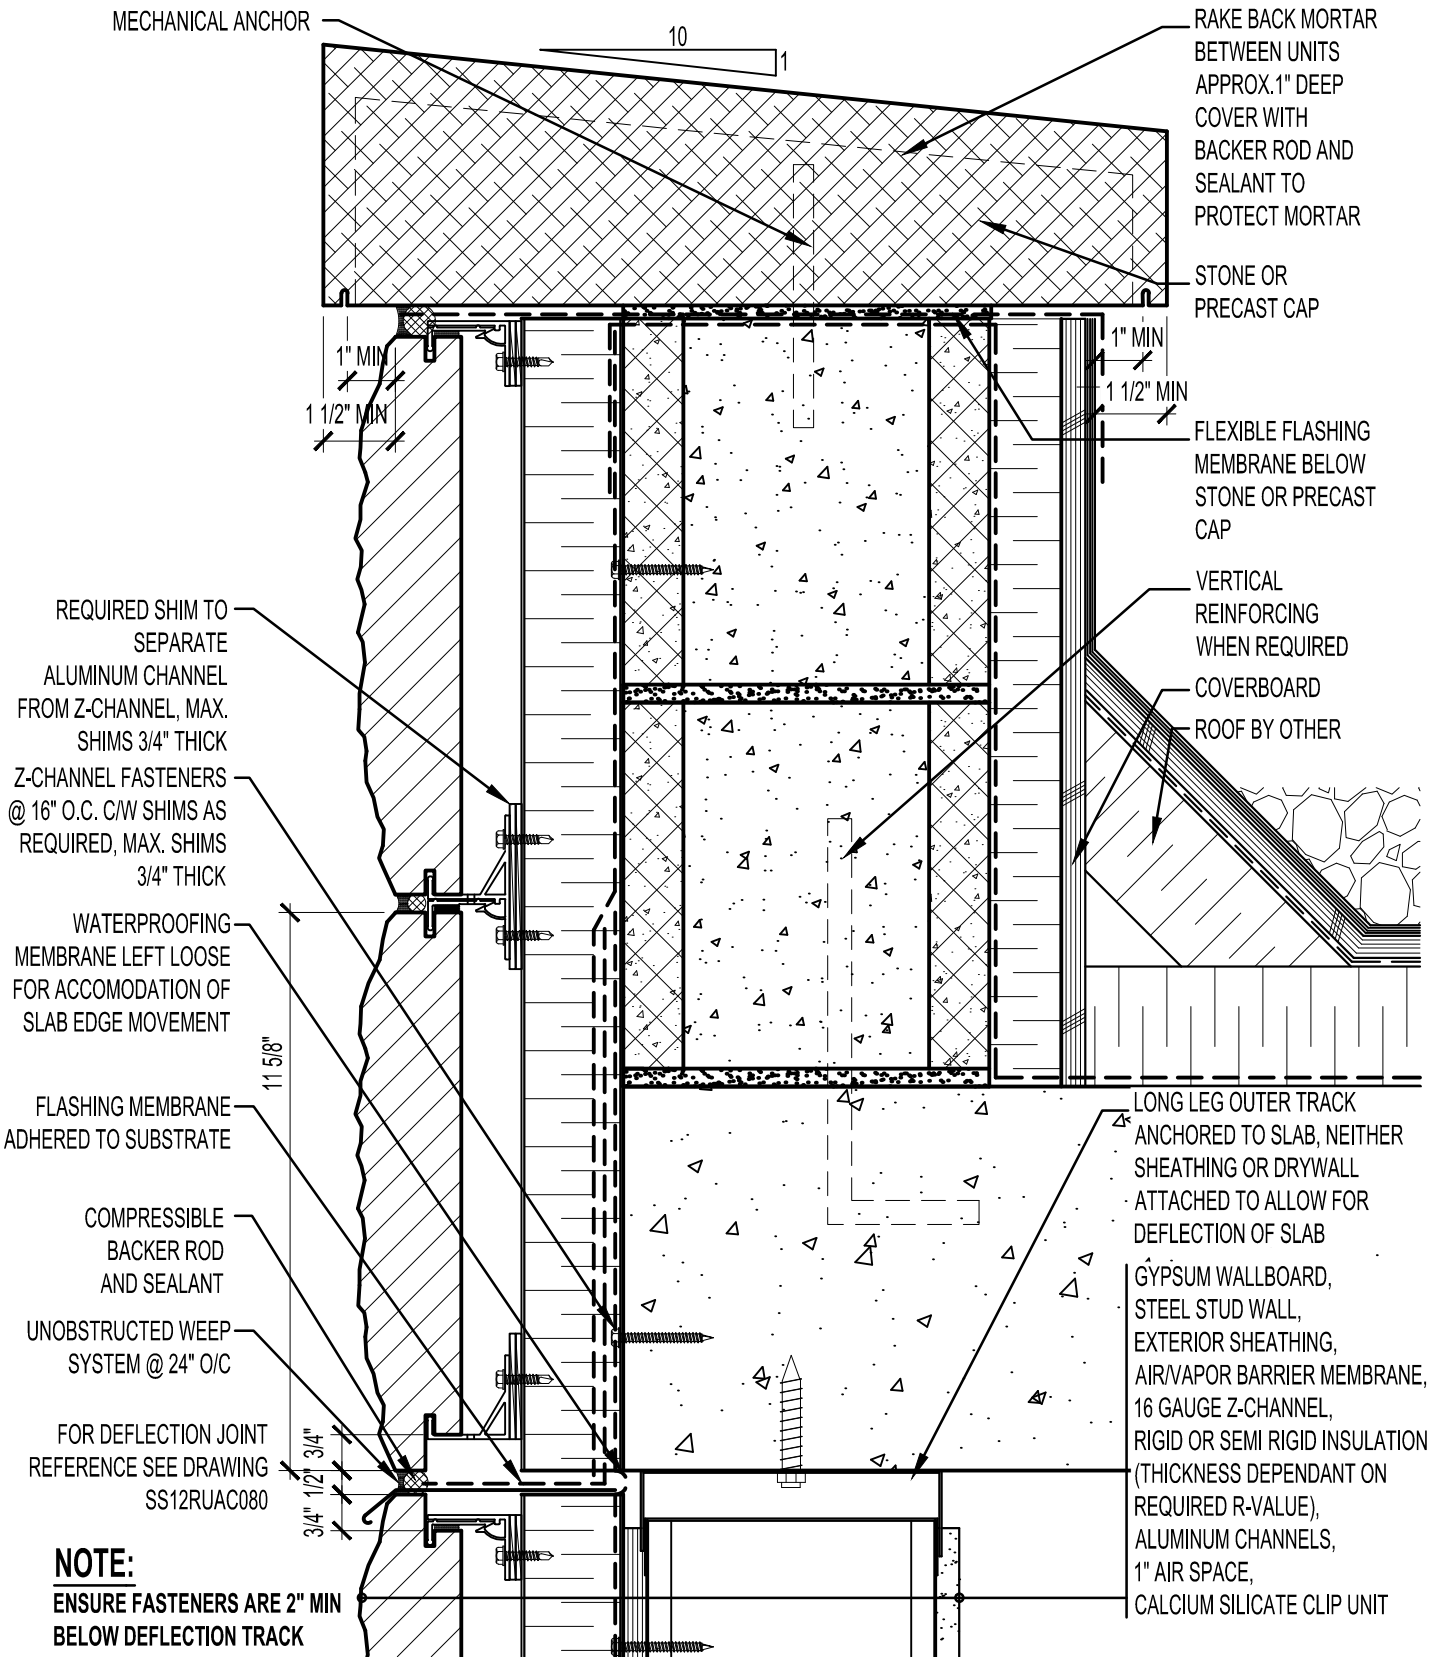 MECHANICAL ANCHOR
10
1
RAKE BACK MORTAR
BETWEEN UNITS
APPROX.1" DEEP
COVER WITH
BACKER ROD AND
SEALANT TO
PROTECT MORTAR
STONE OR
PRECAST CAP
1" MIN
1 1/2" MIN
1" MIN
1 1/2" MIN
FLEXIBLE FLASHING
MEMBRANE BELOW
STONE OR PRECAST
CAP
VERTICAL
REINFORCING
WHEN REQUIRED
COVERBOARD
ROOF BY OTHER
REQUIRED SHIM TO
SEPARATE
ALUMINUM CHANNEL
FROM Z-CHANNEL, MAX.
SHIMS 3/4" THICK
Z-CHANNEL FASTENERS
@ 16" O.C. C/W SHIMS AS
REQUIRED, MAX. SHIMS
3/4" THICK
WATERPROOFING
MEMBRANE LEFT LOOSE
FOR ACCOMODATION OF
SLAB EDGE MOVEMENT
11 5/8"
FLASHING MEMBRANE
ADHERED TO SUBSTRATE
COMPRESSIBLE
BACKER ROD
AND SEALANT
UNOBSTRUCTED WEEP
SYSTEM @ 24" O/C
FOR DEFLECTION JOINT
REFERENCE SEE DRAWING
SS12RUAC080
3/4"
1/2"
3/4"
LONG LEG OUTER TRACK
ANCHORED TO SLAB, NEITHER
SHEATHING OR DRYWALL
ATTACHED TO ALLOW FOR
DEFLECTION OF SLAB
GYPSUM WALLBOARD,
STEEL STUD WALL,
EXTERIOR SHEATHING,
AIR/VAPOR BARRIER MEMBRANE,
16 GAUGE Z-CHANNEL,
RIGID OR SEMI RIGID INSULATION
(THICKNESS DEPENDANT ON
REQUIRED R-VALUE),
ALUMINUM CHANNELS,
1" AIR SPACE,
CALCIUM SILICATE CLIP UNIT
NOTE:
ENSURE FASTENERS ARE 2" MIN
BELOW DEFLECTION TRACK